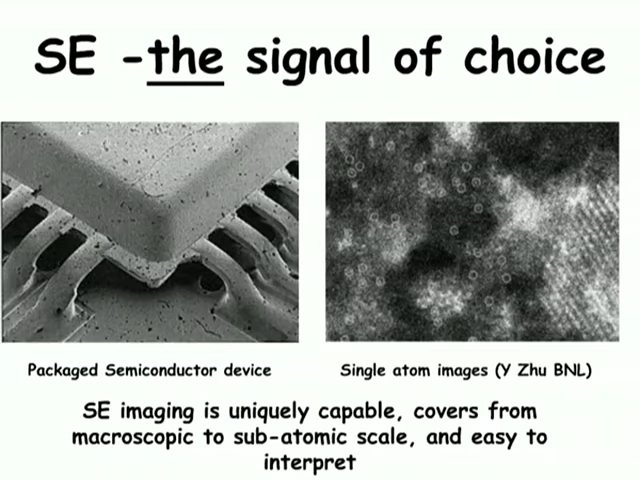 SE -the signal of choice
Packaged Semiconductor device
Single atom images (Y Zhu BNL)
SE imaging is uniquely capable, covers from
macroscopic to sub-atomic scale, and easy to
interpret